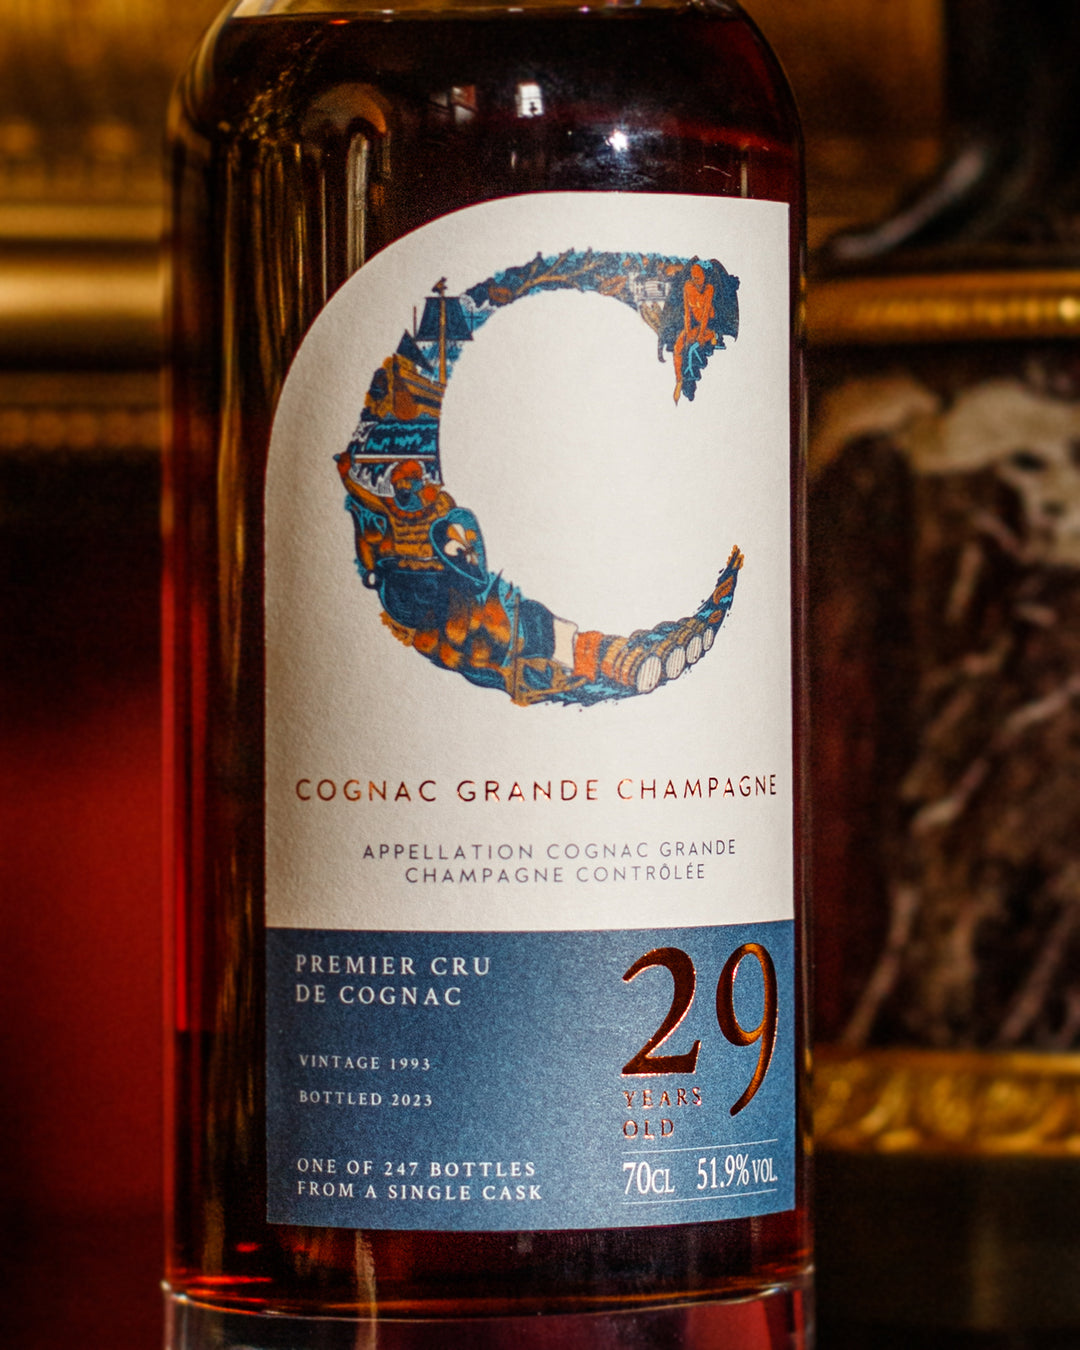 C
COGNAC GRANDE CHAMPAGNE
APPELLATION COGNAC GRANDE
CHAMPAGNE CONTRÔLÉE
PREMIER CRU
DE COGNAC
VINTAGE 1993
BOTTLED 2023
ONE OF 247 BOTTLES
FROM A SINGLE CASK
29
YEARS
OLD
70CL 51.9% VOL.